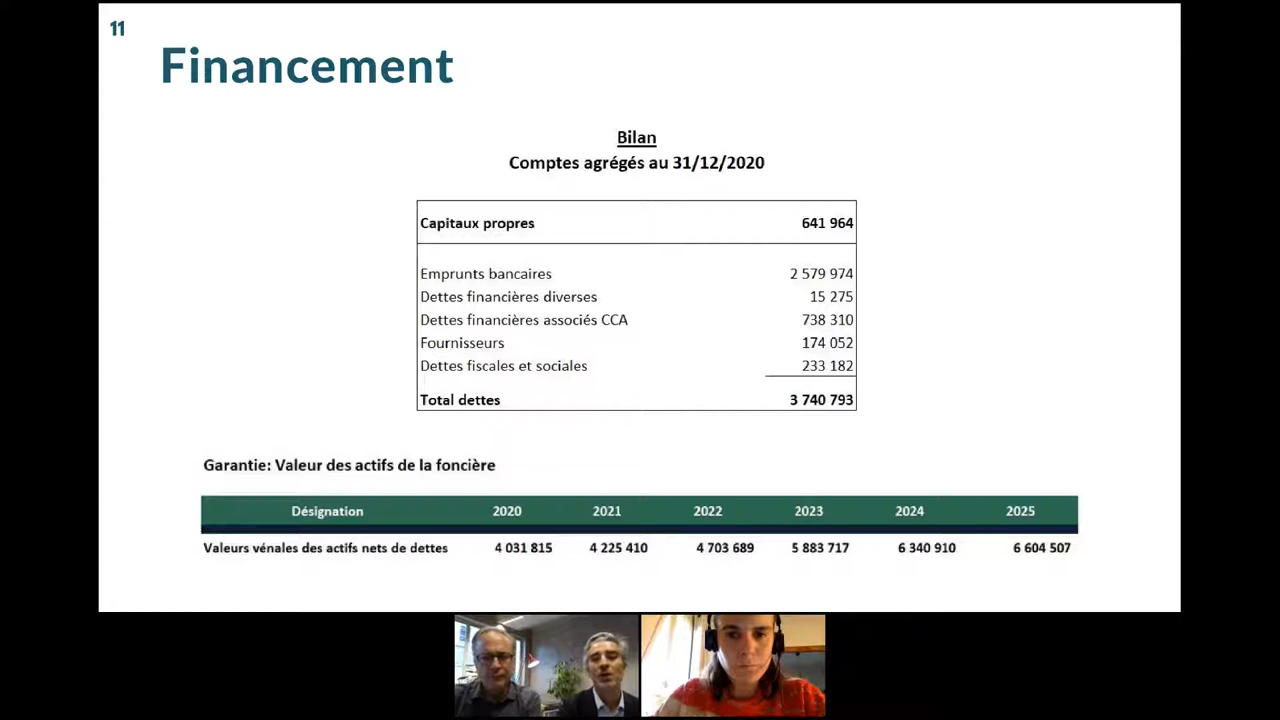 11
Financement
Bilan
Comptes agrégés au 31/12/2020
Capitaux propres 641 964
Emprunts bancaires 2 579 974
Dettes financières diverses 15 275
Dettes financières associés CCA 738 310
Fournisseurs 174 052
Dettes fiscales et sociales 233 182
Total dettes 3 740 793
Garantie: Valeur des actifs de la foncière
Désignation 2020 2021 2022 2023 2024 2025
Valeurs vénales des actifs nets de dettes 4 031 815 4 225 410 4 703 689 5 883 717 6 340 910 6 604 507